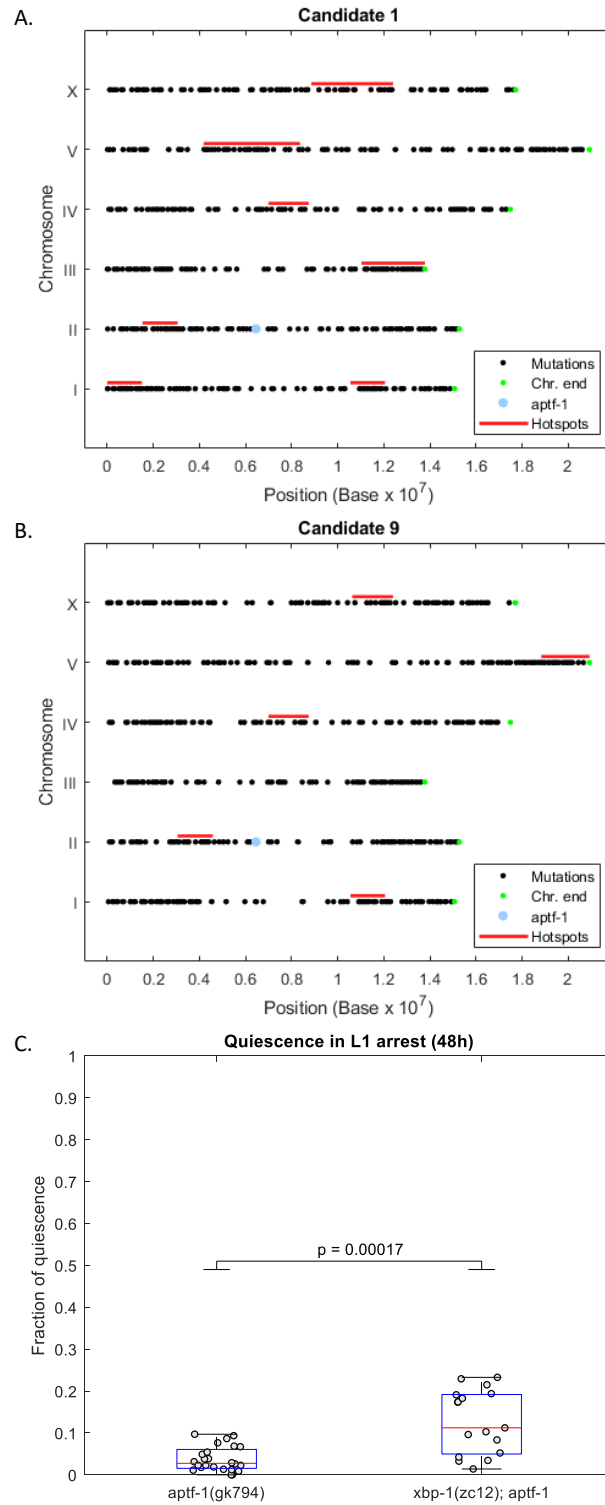 A.
Candidate 1
Chromosome
X
V
IV
III
II
I
Mutations
Chr. end
aptf-1
Hotspots
0 0.2 0.4 0.6 0.8 1 1.2 1.4 1.6 1.8 2
Position (Base x 10^7)
B.
Candidate 9
Chromosome
X
V
IV
III
II
I
Mutations
Chr. end
aptf-1
Hotspots
0 0.2 0.4 0.6 0.8 1 1.2 1.4 1.6 1.8 2
Position (Base x 10^7)
C.
Quiescence in L1 arrest (48h)
Fraction of quiescence
1
0.9
0.8
0.7
0.6
0.5
0.4
0.3
0.2
0.1
0
p = 0.00017
aptf-1(gk794) xbp-1(zc12); aptf-1